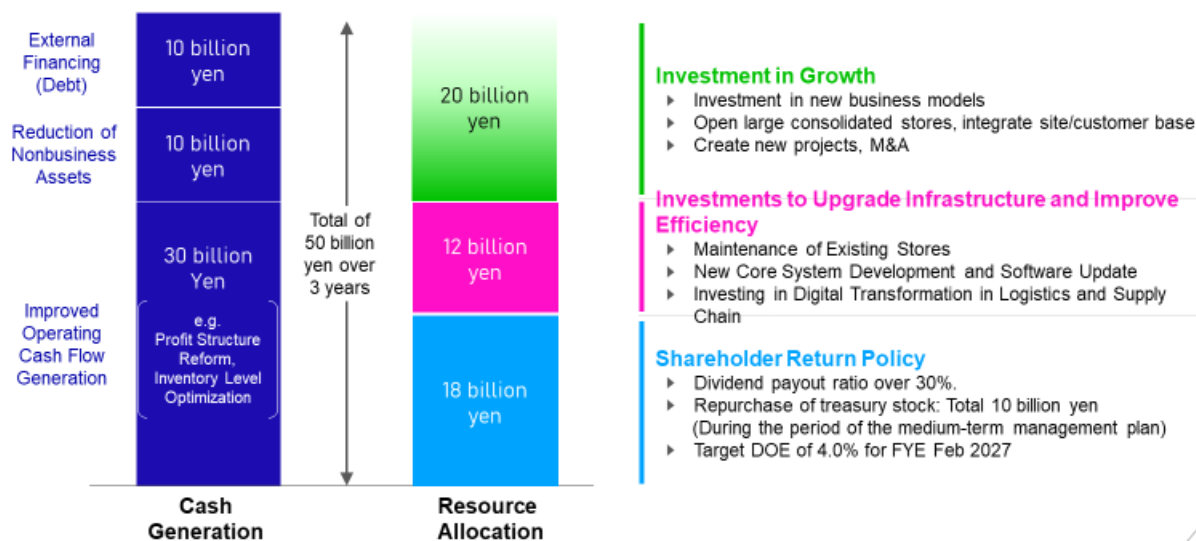 External
Financing
(Debt)
Reduction of
Nonbusiness
Assets
Improved
Operating
Cash Flow
Generation
10 billion
yen
10 billion
yen
30 billion
Yen
e.g.
Profit Structure
Reform,
Inventory Level
Optimization
Total of
50 billion
yen over
3 years
20 billion
yen
12 billion
yen
18 billion
yen
Cash
Generation
Resource
Allocation
Investment in Growth
Investment in new business models
Open large consolidated stores, integrate site/customer base
Create new projects, M&A
Investments to Upgrade Infrastructure and Improve
Efficiency
Maintenance of Existing Stores
New Core System Development and Software Update
Investing in Digital Transformation in Logistics and Supply
Chain
Shareholder Return Policy
Dividend payout ratio over 30%.
Repurchase of treasury stock: Total 10 billion yen
(During the period of the medium-term management plan)
Target DOE of 4.0% for FYE Feb 2027